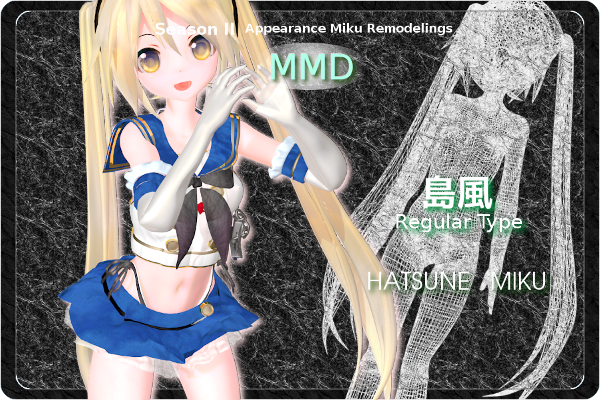 Season II Appearance Miku Remodelings
MMD
島風
Regular Type
HATSUNE MIKU